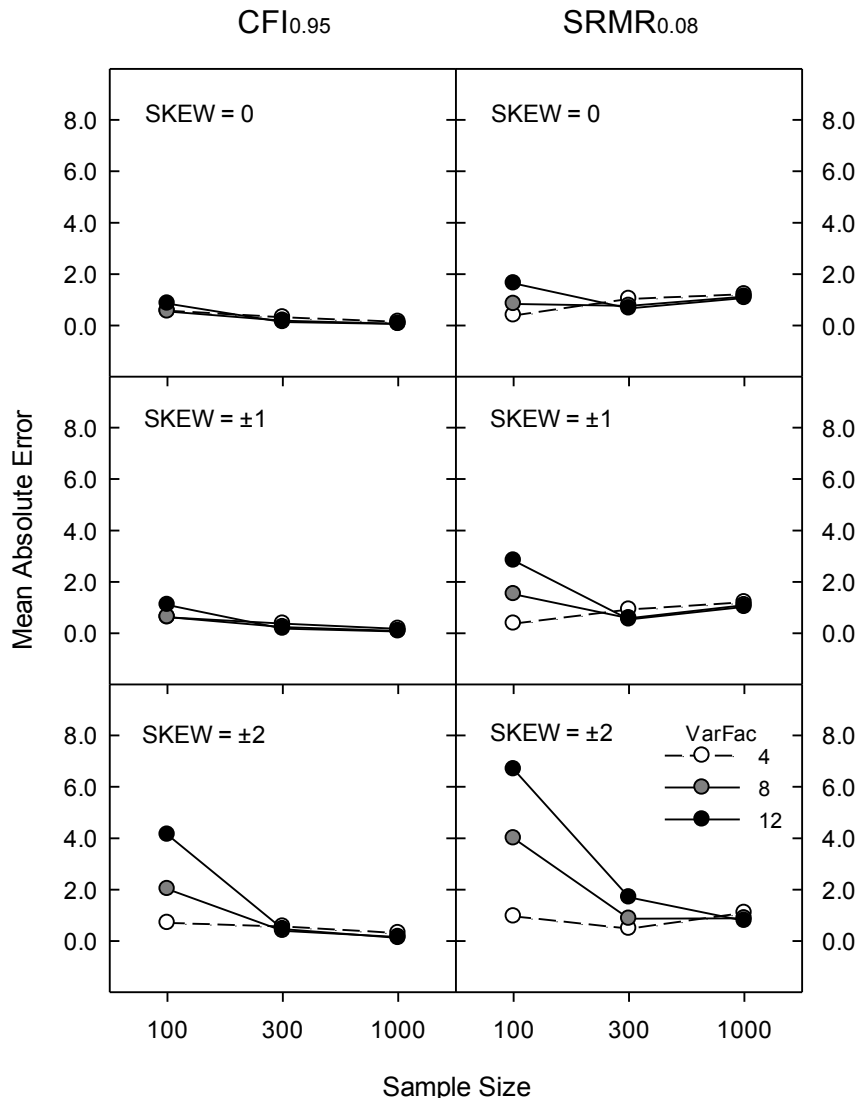 CFI0.95 SRMR0.08
SKEW = 0 SKEW = 0
8.0 8.0
6.0 6.0
4.0 4.0
2.0 2.0
0.0 0.0
SKEW = ±1 SKEW = ±1
8.0 8.0
6.0 6.0
4.0 4.0
2.0 2.0
0.0 0.0
Mean Absolute Error
SKEW = ±2 SKEW = ±2
VarFac
4
8
12
8.0 8.0
6.0 6.0
4.0 4.0
2.0 2.0
0.0 0.0
100 300 1000 100 300 1000
Sample Size